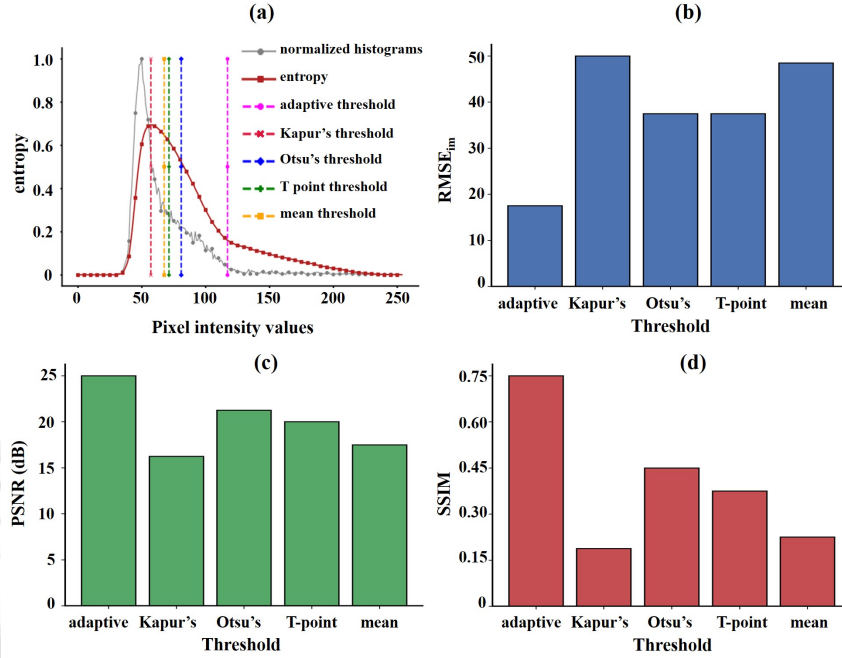 (a)
normalized histograms
entropy
adaptive threshold
Kapur's threshold
Otsu's threshold
T point threshold
mean threshold
entropy
1.0
0.8
0.6
0.4
0.2
0
0 50 100 150 200 250
Pixel intensity values
(b)
RMSE_im
50
40
30
20
10
0
adaptive Kapur's Otsu's T-point mean
Threshold
(c)
PSNR (dB)
25
20
15
10
5
0
adaptive Kapur's Otsu's T-point mean
Threshold
(d)
SSIM
0.75
0.60
0.45
0.30
0.15
0
adaptive Kapur's Otsu's T-point mean
Threshold